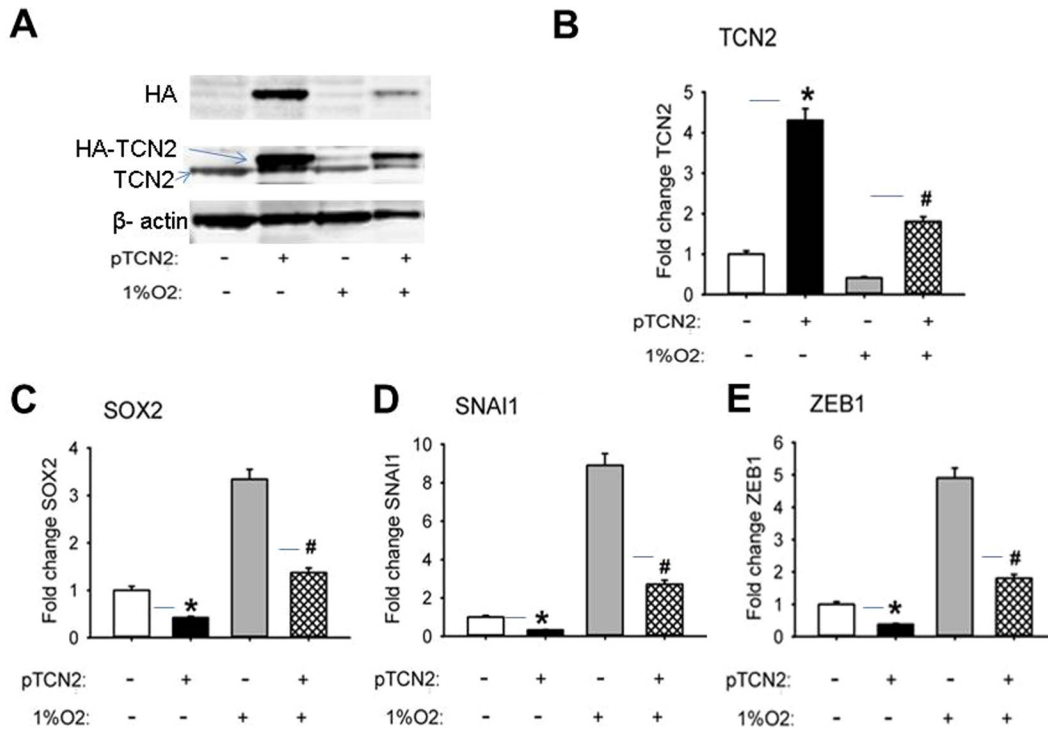 A
HA
HA-TCN2
TCN2
β- actin
pTCN2: - + - +
1%O2: - - + +
B
TCN2
Fold change TCN2
5
4
3
2
1
0
*
#
pTCN2: - + - +
1%O2: - - + +
C
SOX2
Fold change SOX2
4
3
2
1
0
*
#
pTCN2: - + - +
1%O2: - - + +
D
SNAI1
Fold change SNAI1
10
8
6
4
2
0
*
#
pTCN2: - + - +
1%O2: - - + +
E
ZEB1
Fold change ZEB1
6
5
4
3
2
1
0
*
#
pTCN2: - + - +
1%O2: - - + +